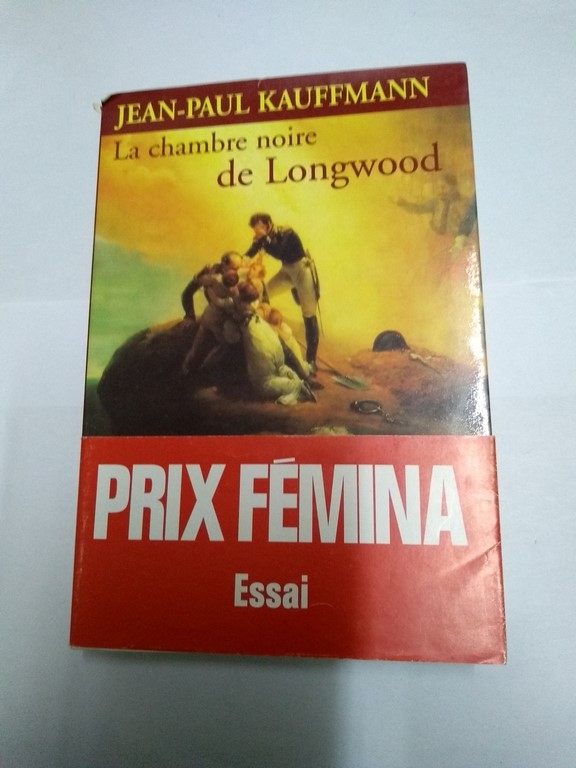 JEAN-PAUL KAUFFMANN
La chambre noire
de Longwood
PRIX FÉMINA
Essai